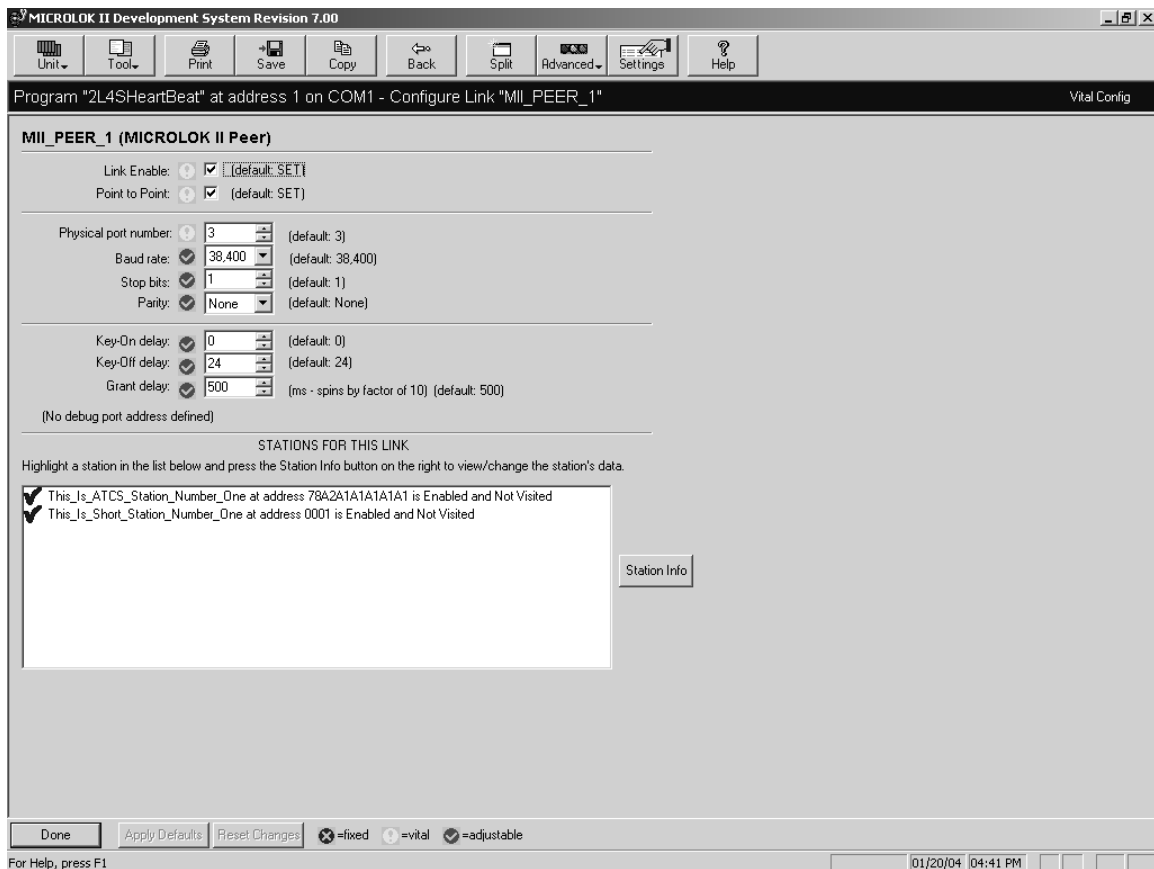 MICROLOK II Development System Revision 7.00
Unit Tool Print Save Copy Back Split Advanced Settings Help
Program "2L4SHeartBeat" at address 1 on COM1 - Configure Link "MII_PEER_1" Vital Config
MII_PEER_1 (MICROLOK II Peer)
Link Enable: (default: SET)
Point to Point: (default: SET)
Physical port number: 3 (default: 3)
Baud rate: 38,400 (default: 38,400)
Stop bits: 1 (default: 1)
Parity: None (default: None)
Key-On delay: 0 (default: 0)
Key-Off delay: 24 (default: 24)
Grant delay: 500 (ms - spins by factor of 10) (default: 500)
(No debug port address defined)
STATIONS FOR THIS LINK
Highlight a station in the list below and press the Station Info button on the right to view/change the station's data.
This_Is_ATCS_Station_Number_One at address 78A2A1A1A1A1A1 is Enabled and Not Visited
This_Is_Short_Station_Number_One at address 0001 is Enabled and Not Visited
Station Info
Done Apply Defaults Reset Changes =fixed =vital =adjustable
For Help, press F1 01/20/04 04:41 PM